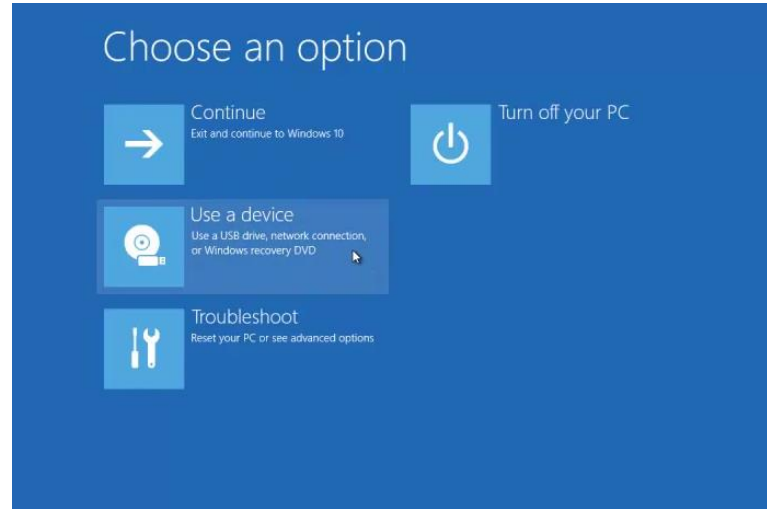 Choose an option
Continue
Exit and continue to Windows 10
Turn off your PC
Use a device
Use a USB drive, network connection,
or Windows recovery DVD
Troubleshoot
Reset your PC or see advanced options